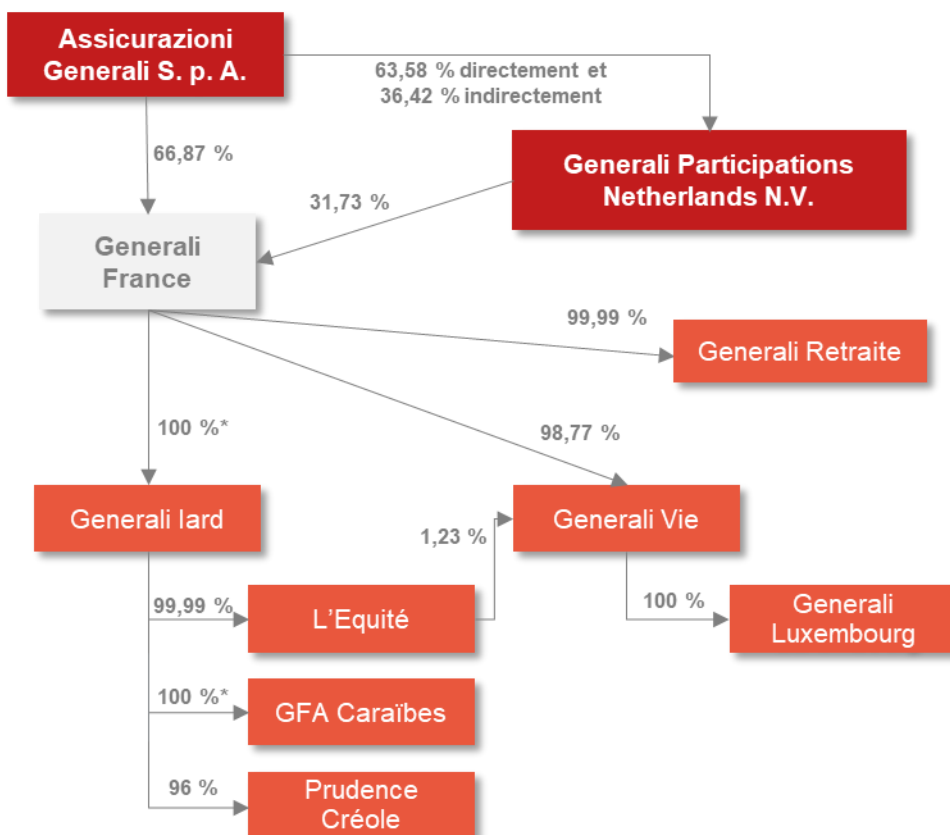 Assicurazioni
Generali S. p. A.
63,58 % directement et
36,42 % indirectement
66,87 %
Generali Participations
Netherlands N.V.
31,73 %
Generali
France
99,99 %
Generali Retraite
100 %*
98,77 %
Generali Iard
Generali Vie
1,23 %
99,99 %
L'Equité
100 %
Generali
Luxembourg
100 %*
GFA Caraïbes
96 %
Prudence
Créole